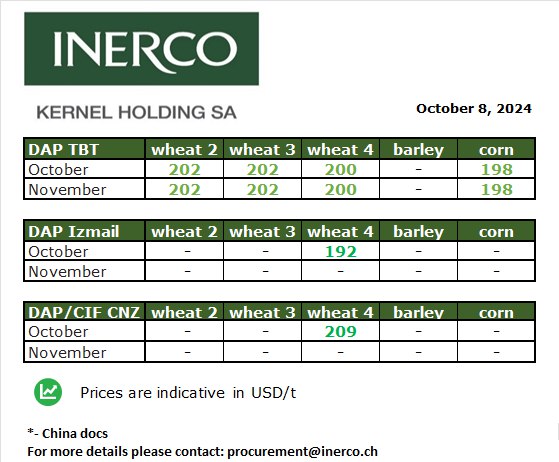 INERCO
KERNEL HOLDING SA
October 8, 2024
DAP TBT wheat 2 wheat 3 wheat 4 barley corn
October 202 202 200 - 198
November 202 202 200 - 198
DAP Izmail wheat 2 wheat 3 wheat 4 barley corn
October - - 192 - -
November - - - - -
DAP/CIF CNZ wheat 2 wheat 3 wheat 4 barley corn
October - - 209 - -
November - - - - -
Prices are indicative in USD/t
*- China docs
For more details please contact: procurement@inerco.ch